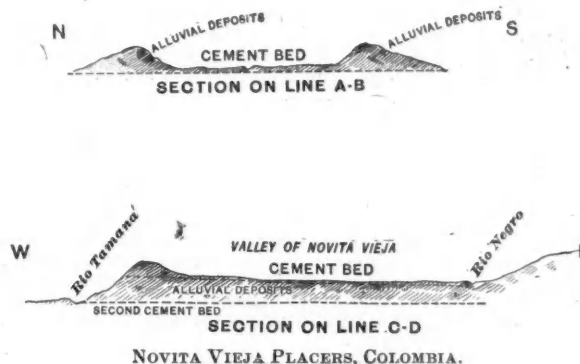 N
ALLUVIAL DEPOSITS
CEMENT BED
ALLUVIAL DEPOSITS
S
SECTION ON LINE A-B
W
Rio Tamaná
VALLEY OF NOVITÁ VIEJA
CEMENT BED
Rio Negro
ALLUVIAL DEPOSITS
SECOND CEMENT BED
SECTION ON LINE C-D
NOVITA VIEJA PLACERS, COLOMBIA.